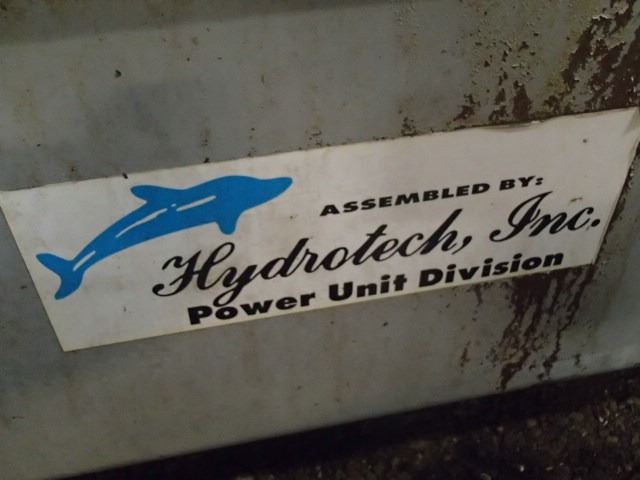 ASSEMBLED BY:
Hydrotech, Inc.
Power Unit Division